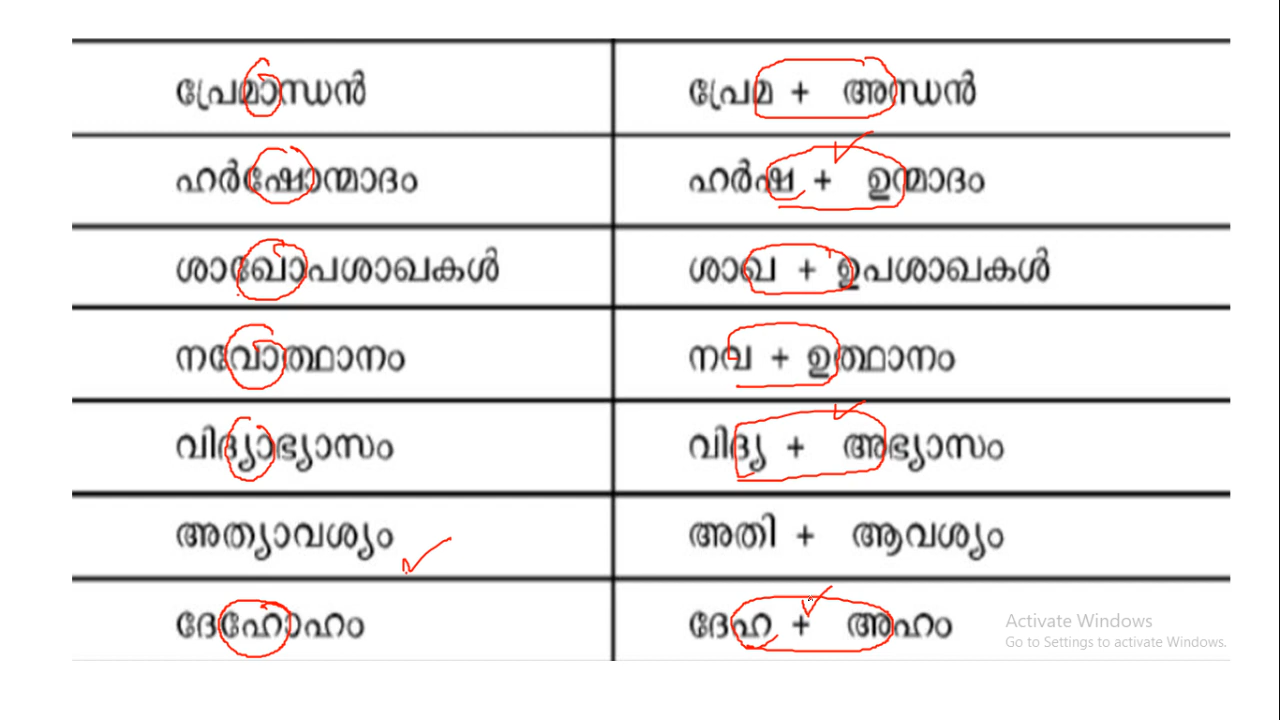 പ്രേമാന്ധൻ പ്രേമ + അന്ധൻ
ഹർഷോന്മാദം ഹർഷ + ഉന്മാദം
ശാഖോപശാഖകൾ ശാഖ + ഉപശാഖകൾ
നവോത്ഥാനം നവ + ഉത്ഥാനം
വിദ്യാഭ്യാസം വിദ്യ + അഭ്യാസം
അത്യാവശ്യം അതി + ആവശ്യം
ദേഹോഹം ദേഹ + അഹം
Activate Windows
Go to Settings to activate Windows.